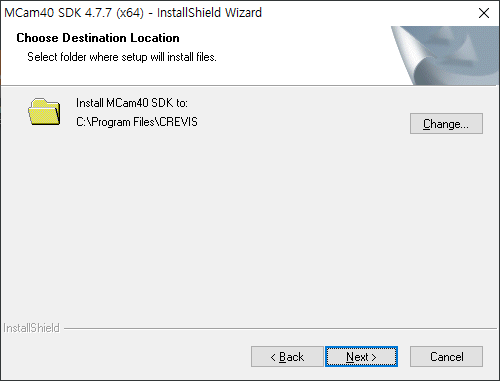 MCam40 SDK 4.7.7 (x64) - InstallShield Wizard
Choose Destination Location
Select folder where setup will install files.
Install MCam40 SDK to:
C:\Program Files\CREVIS
Change...
InstallShield
< Back
Next >
Cancel